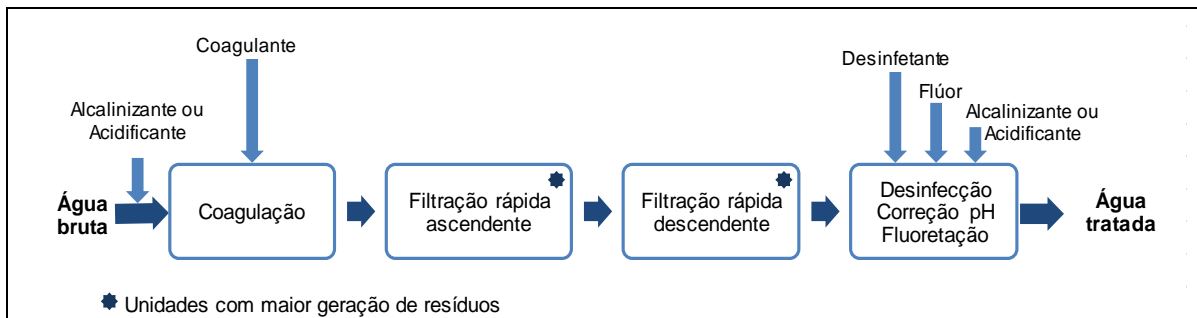 Coagulante
Alcalinizante ou
Acidificante
Água
bruta
Coagulação
Filtração rápida
ascendente
Filtração rápida
descendente
Desinfetante
Flúor
Alcalinizante ou
Acidificante
Desinfecção
Correção pH
Fluoretação
Água
tratada
Unidades com maior geração de resíduos